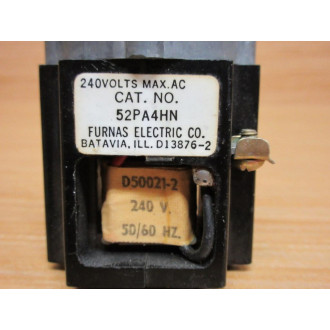 240VOLTS MAX.AC
CAT. NO.
52PA4HN
FURNAS ELECTRIC CO.
BATAVIA, ILL. D13876-2
D50021-2
240 V.
50/60 HZ.